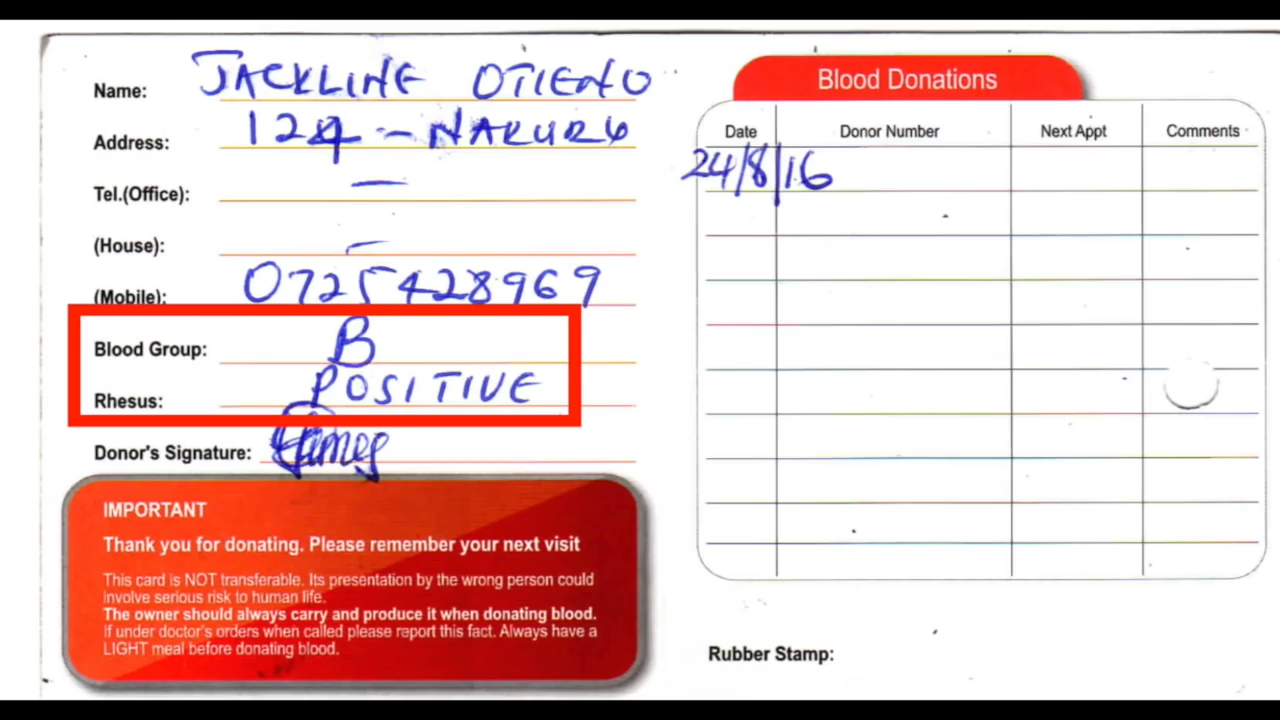 Name: JACKLINE OTIENO
Address: 124 - NAKURU
Tel.(Office): —
(House): —
(Mobile): 0725428969
Blood Group: B
Rhesus: POSITIVE
Donor's Signature:
IMPORTANT
Thank you for donating. Please remember your next visit
This card is NOT transferable. Its presentation by the wrong person could
involve serious risk to human life.
The owner should always carry and produce it when donating blood.
If under doctor's orders when called please report this fact. Always have a
LIGHT meal before donating blood.
Blood Donations
Date Donor Number Next Appt Comments
24/8/16
Rubber Stamp: